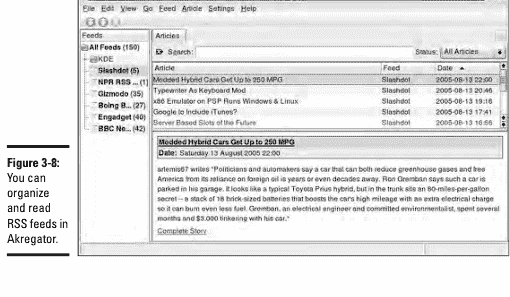 File Edit View Go Feed Article Settings Help
Feeds
Articles
All Feeds (150)
KDE
Slashdot (5)
NPR RSS ... (1)
Gizmodo (35)
Boing B... (27)
Engadget (40)
BBC Ne... (42)
Search:
Status: All Articles
Article Feed Date
Modded Hybrid Cars Get Up to 250 MPG Slashdot 2005-08-13 22:00
Typewriter As Keyboard Mod Slashdot 2005-08-13 20:46
x86 Emulator on PSP Runs Windows & Linux Slashdot 2005-08-13 19:16
Google to Include iTunes? Slashdot 2005-08-13 17:41
Server Based Slots of the Future Slashdot 2005-08-13 16:56
Modded Hybrid Cars Get Up to 250 MPG
Date: Saturday 13 August 2005 22:00
artemis67 writes "Politicians and automakers say a car that can both reduce greenhouse gases and free
America from its reliance on foreign oil is years or even decades away. Ron Gremban says such a car is
parked in his garage. It looks like a typical Toyota Prius hybrid, but in the trunk sits an 80-miles-per-gallon
secret -- a stack of 18 brick-sized batteries that boosts the car's high mileage with an extra electrical charge
so it can burn even less fuel. Gremban, an electrical engineer and committed environmentalist, spent several
months and $3,000 tinkering with his car."
Complete Story
Figure 3-8:
You can
organize
and read
RSS feeds in
Akregator.